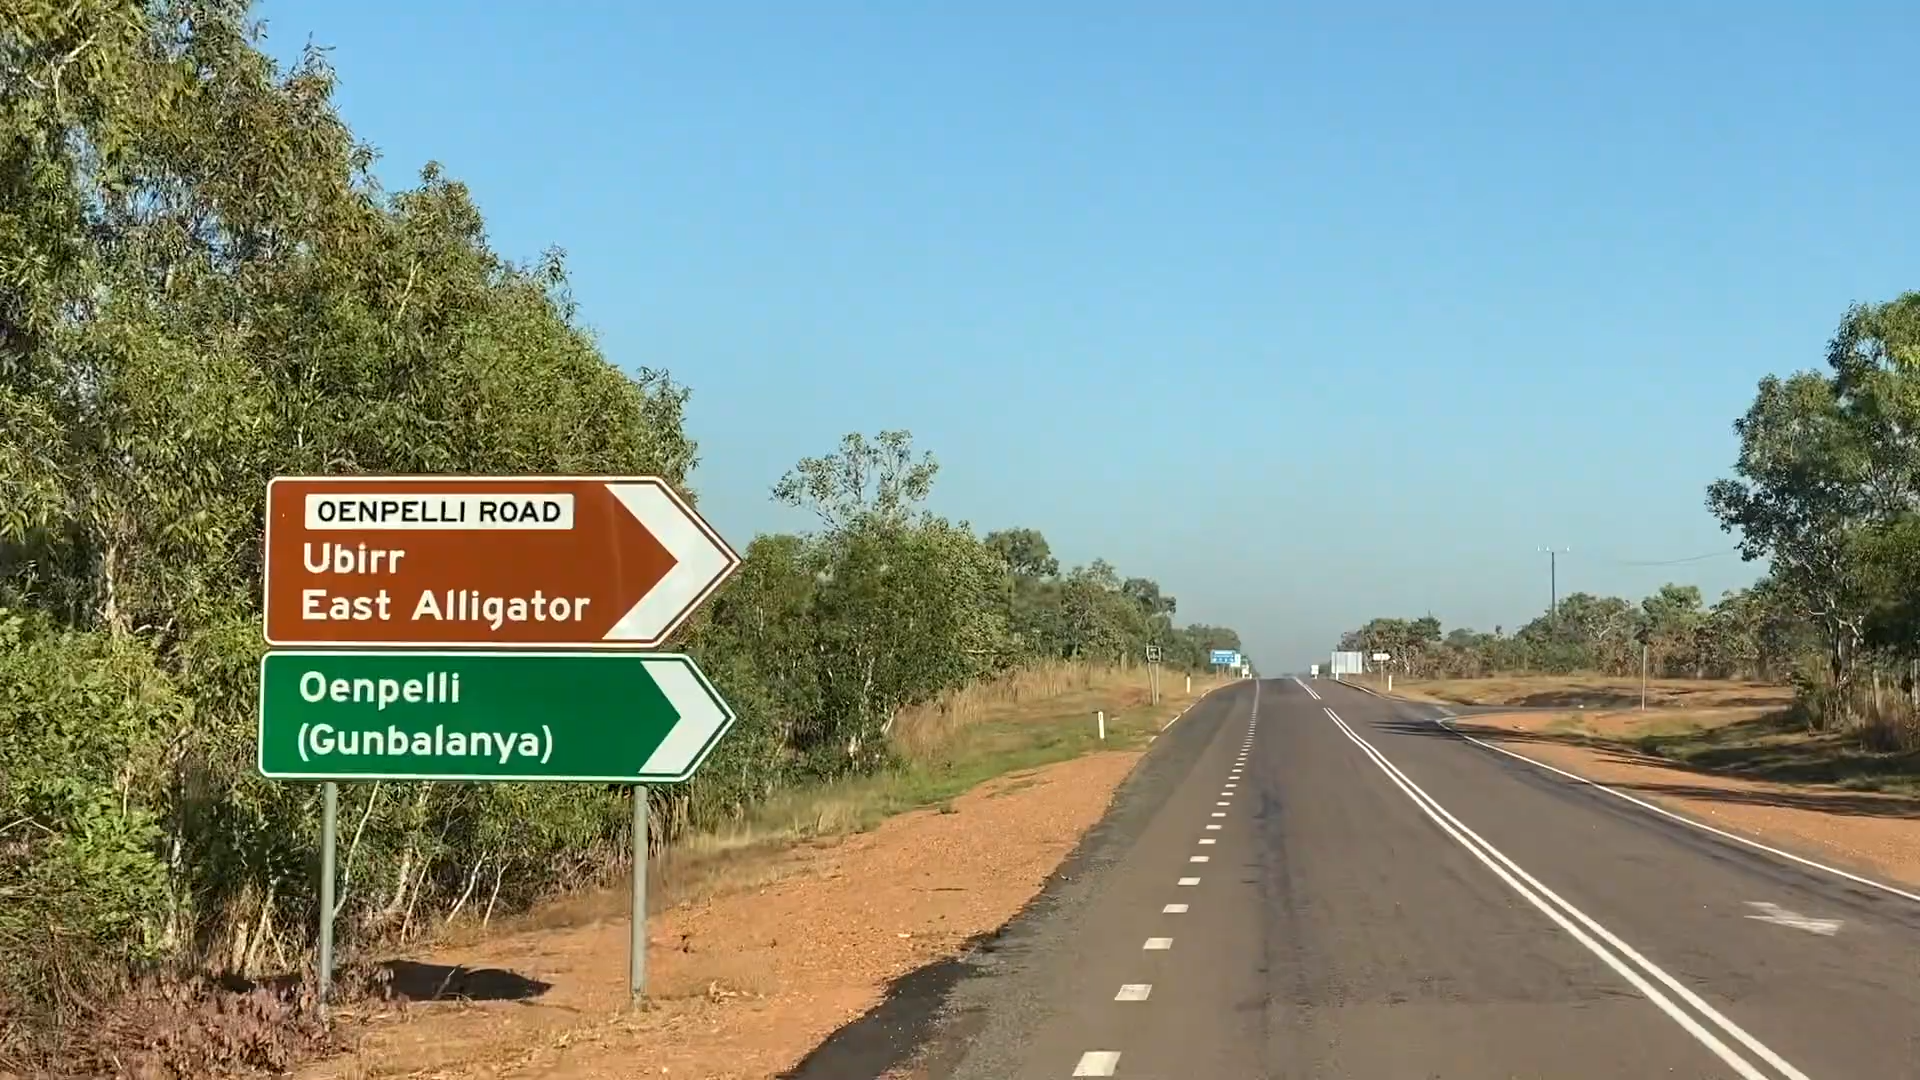 OENPELLI ROAD
Ubirr
East Alligator
Oenpelli
(Gunbalanya)